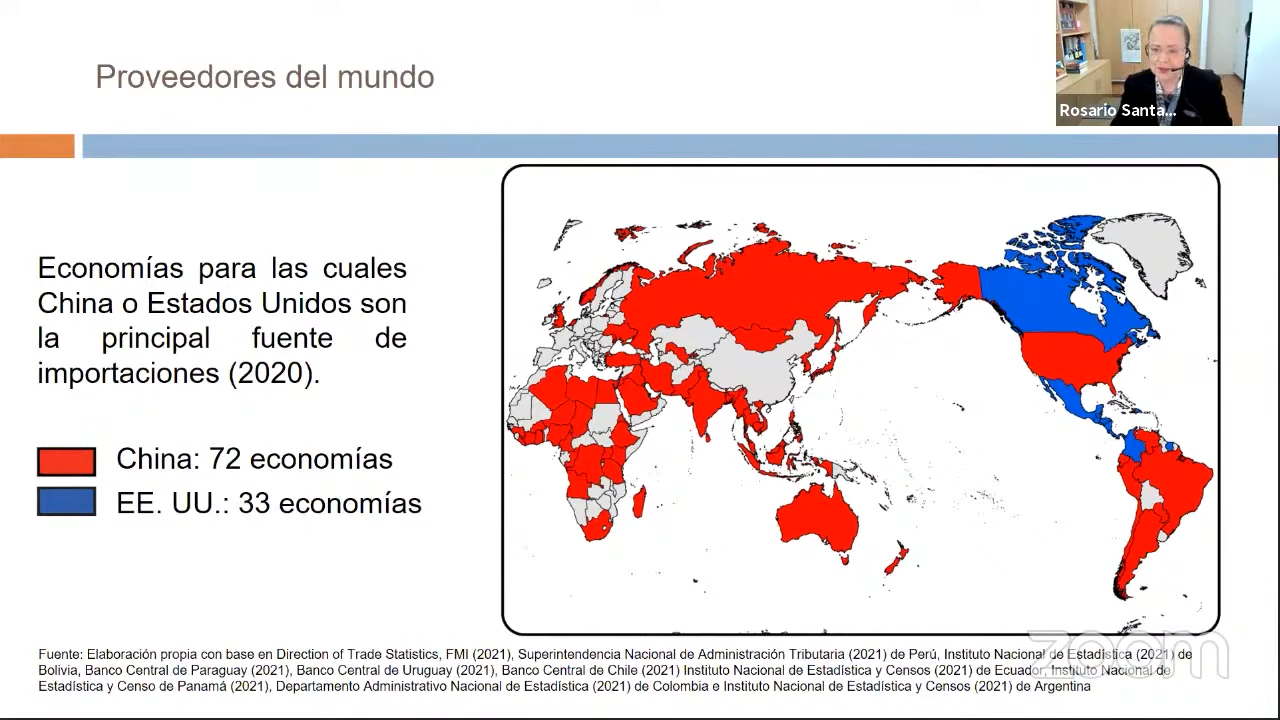 Proveedores del mundo
Rosario Santa...
Economías para las cuales
China o Estados Unidos son
la principal fuente de
importaciones (2020).
China: 72 economías
EE. UU.: 33 economías
Fuente: Elaboración propia con base en Direction of Trade Statistics, FMI (2021), Superintendencia Nacional de Administración Tributaria (2021) de Perú, Instituto Nacional de Estadística (2021) de
Bolivia, Banco Central de Paraguay (2021), Banco Central de Uruguay (2021), Banco Central de Chile (2021) Instituto Nacional de Estadística y Censos (2021) de Ecuador, Instituto Nacional de
Estadística y Censo de Panamá (2021), Departamento Administrativo Nacional de Estadística (2021) de Colombia e Instituto Nacional de Estadística y Censos (2021) de Argentina
zoom